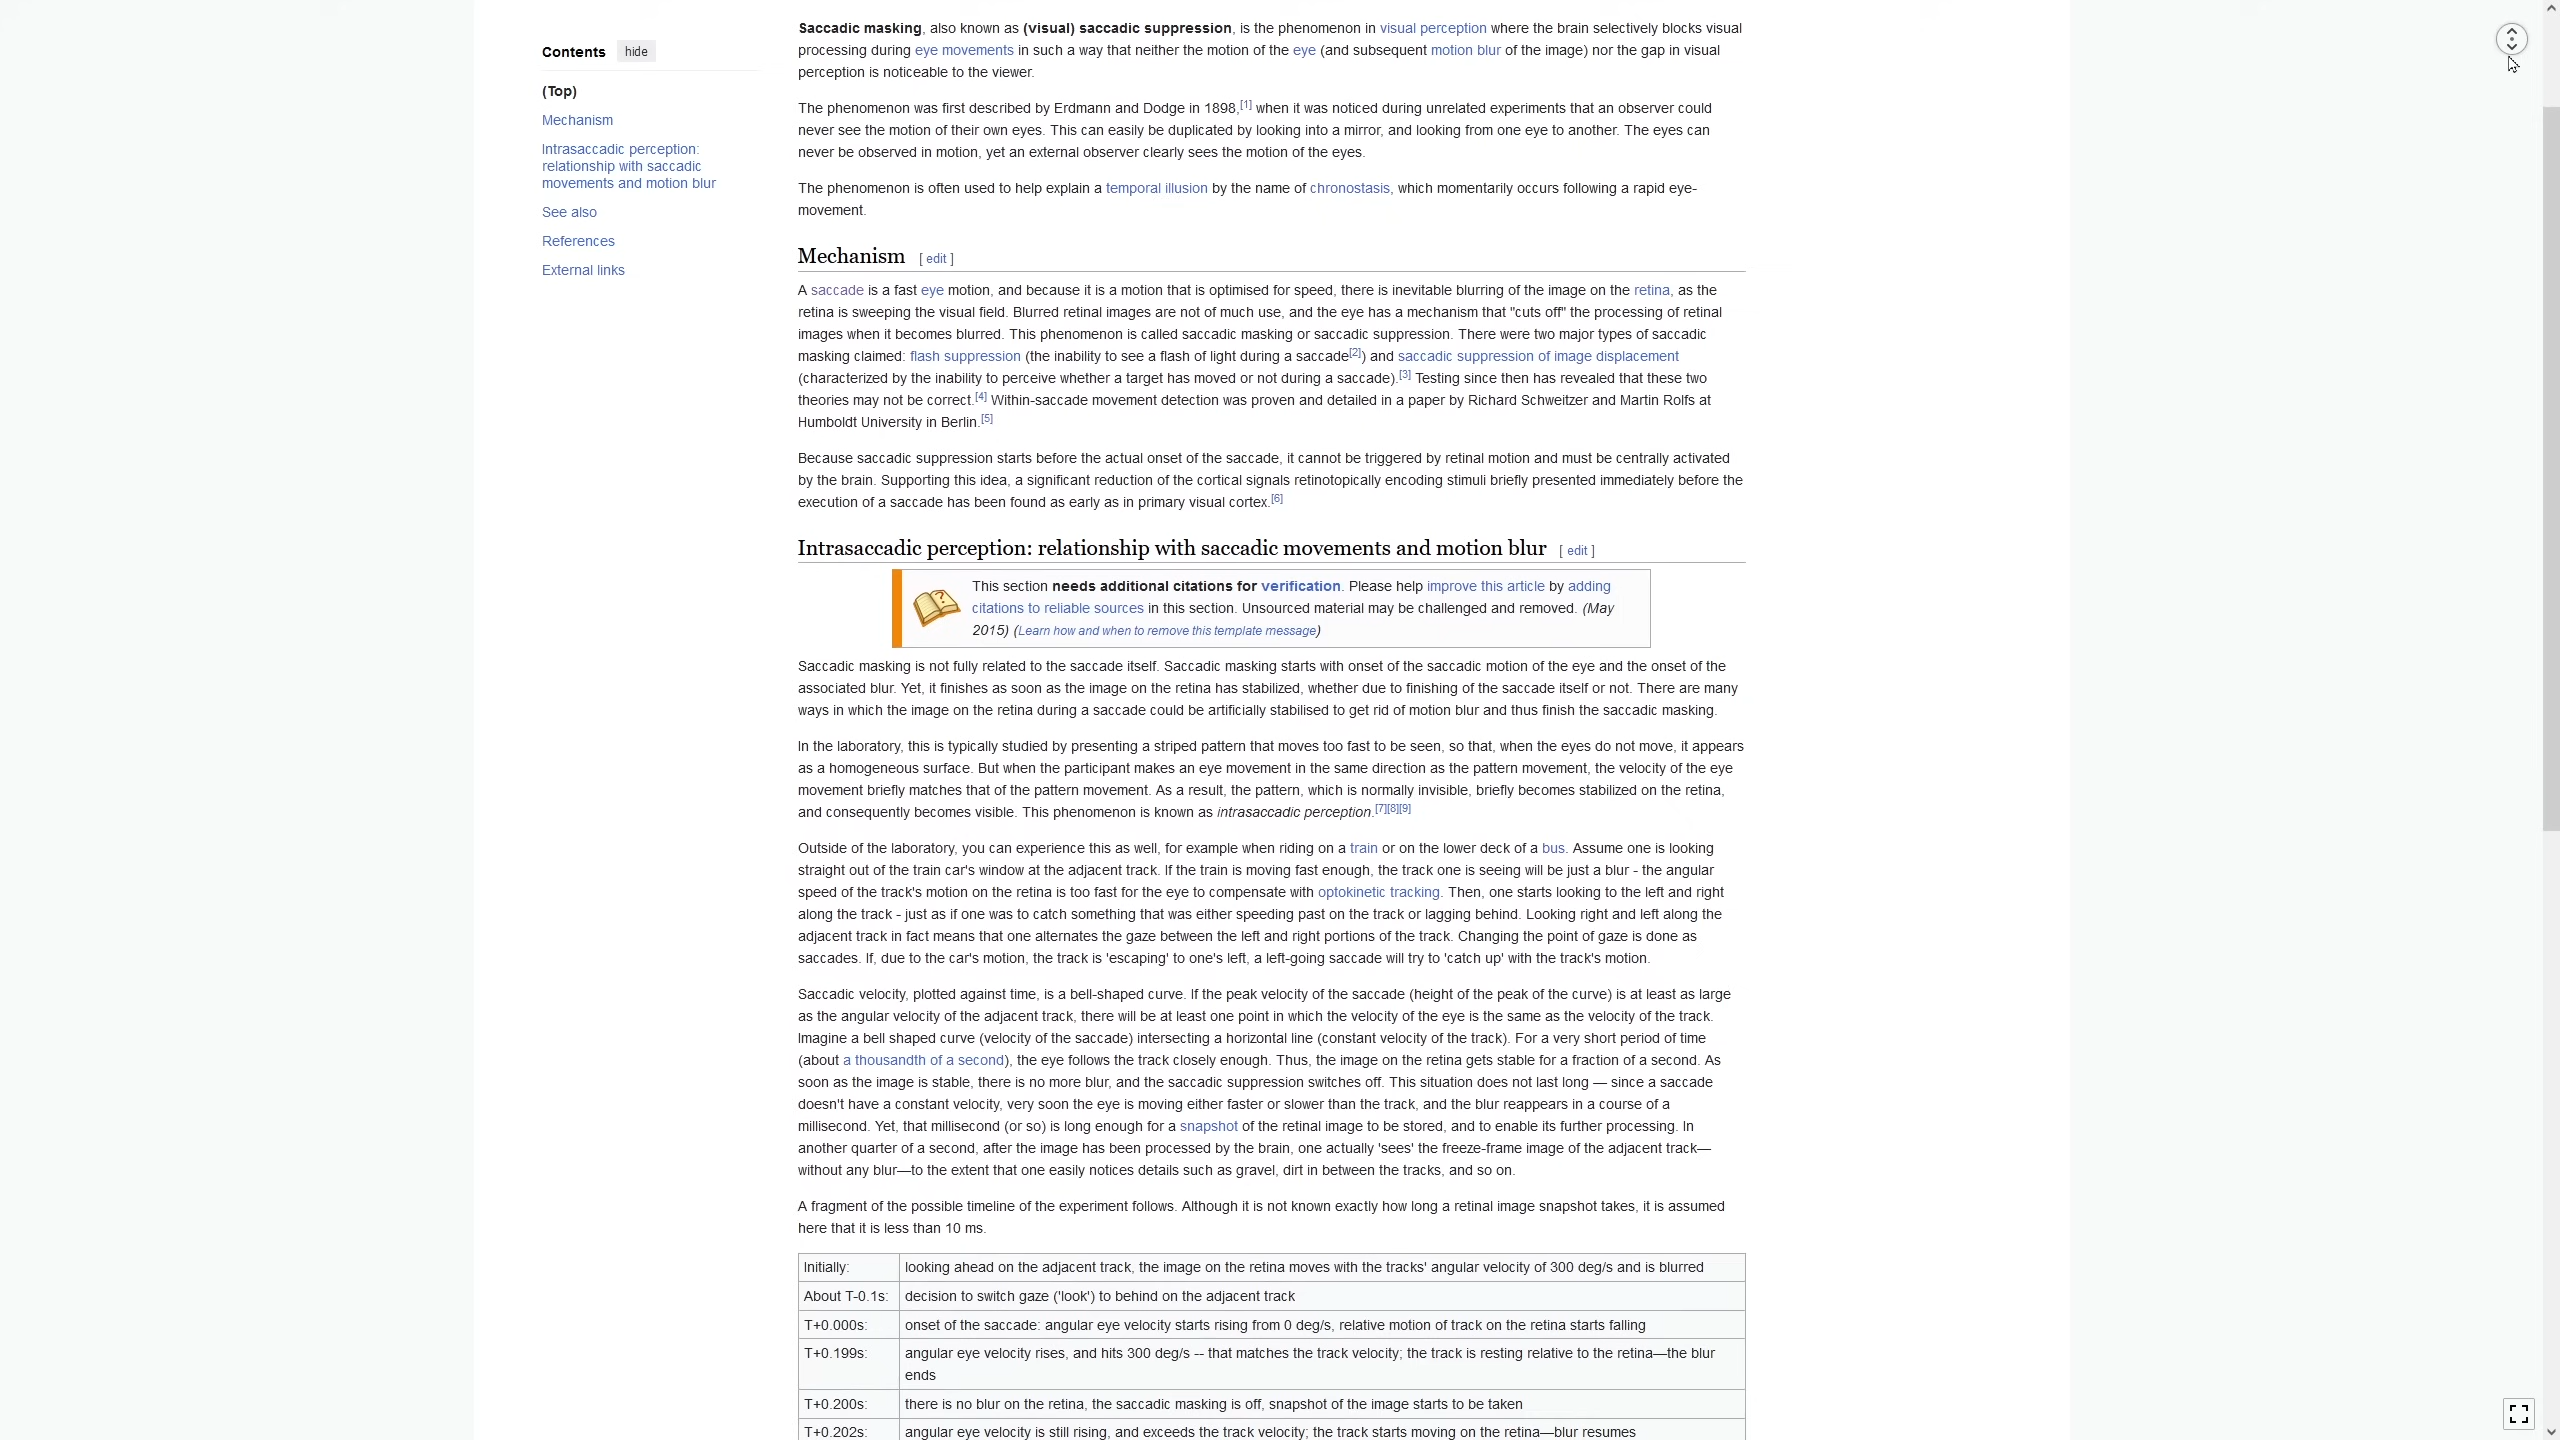 Contents hide
(Top)
Mechanism
Intrasaccadic perception:
relationship with saccadic
movements and motion blur
See also
References
External links
Saccadic masking, also known as (visual) saccadic suppression, is the phenomenon in visual perception where the brain selectively blocks visual
processing during eye movements in such a way that neither the motion of the eye (and subsequent motion blur of the image) nor the gap in visual
perception is noticeable to the viewer.
The phenomenon was first described by Erdmann and Dodge in 1898,[1] when it was noticed during unrelated experiments that an observer could
never see the motion of their own eyes. This can easily be duplicated by looking into a mirror, and looking from one eye to another. The eyes can
never be observed in motion, yet an external observer clearly sees the motion of the eyes.
The phenomenon is often used to help explain a temporal illusion by the name of chronostasis, which momentarily occurs following a rapid eye-
movement.
Mechanism [ edit ]
A saccade is a fast eye motion, and because it is a motion that is optimised for speed, there is inevitable blurring of the image on the retina, as the
retina is sweeping the visual field. Blurred retinal images are not of much use, and the eye has a mechanism that "cuts off" the processing of retinal
images when it becomes blurred. This phenomenon is called saccadic masking or saccadic suppression. There were two major types of saccadic
masking claimed: flash suppression (the inability to see a flash of light during a saccade[2]) and saccadic suppression of image displacement
(characterized by the inability to perceive whether a target has moved or not during a saccade).[3] Testing since then has revealed that these two
theories may not be correct.[4] Within-saccade movement detection was proven and detailed in a paper by Richard Schweitzer and Martin Rolfs at
Humboldt University in Berlin.[5]
Because saccadic suppression starts before the actual onset of the saccade, it cannot be triggered by retinal motion and must be centrally activated
by the brain. Supporting this idea, a significant reduction of the cortical signals retinotopically encoding stimuli briefly presented immediately before the
execution of a saccade has been found as early as in primary visual cortex.[6]
Intrasaccadic perception: relationship with saccadic movements and motion blur [ edit ]
This section needs additional citations for verification. Please help improve this article by adding
citations to reliable sources in this section. Unsourced material may be challenged and removed. (May
2015) (Learn how and when to remove this template message)
Saccadic masking is not fully related to the saccade itself. Saccadic masking starts with onset of the saccadic motion of the eye and the onset of the
associated blur. Yet, it finishes as soon as the image on the retina has stabilized, whether due to finishing of the saccade itself or not. There are many
ways in which the image on the retina during a saccade could be artificially stabilised to get rid of motion blur and thus finish the saccadic masking.
In the laboratory, this is typically studied by presenting a striped pattern that moves too fast to be seen, so that, when the eyes do not move, it appears
as a homogeneous surface. But when the participant makes an eye movement in the same direction as the pattern movement, the velocity of the eye
movement briefly matches that of the pattern movement. As a result, the pattern, which is normally invisible, briefly becomes stabilized on the retina,
and consequently becomes visible. This phenomenon is known as intrasaccadic perception.[7][8][9]
Outside of the laboratory, you can experience this as well, for example when riding on a train or on the lower deck of a bus. Assume one is looking
straight out of the train car's window at the adjacent track. If the train is moving fast enough, the track one is seeing will be just a blur - the angular
speed of the track's motion on the retina is too fast for the eye to compensate with optokinetic tracking. Then, one starts looking to the left and right
along the track - just as if one was to catch something that was either speeding past on the track or lagging behind. Looking right and left along the
adjacent track in fact means that one alternates the gaze between the left and right portions of the track. Changing the point of gaze is done as
saccades. If, due to the car's motion, the track is 'escaping' to one's left, a left-going saccade will try to 'catch up' with the track's motion.
Saccadic velocity, plotted against time, is a bell-shaped curve. If the peak velocity of the saccade (height of the peak of the curve) is at least as large
as the angular velocity of the adjacent track, there will be at least one point in which the velocity of the eye is the same as the velocity of the track.
Imagine a bell shaped curve (velocity of the saccade) intersecting a horizontal line (constant velocity of the track). For a very short period of time
(about a thousandth of a second), the eye follows the track closely enough. Thus, the image on the retina gets stable for a fraction of a second. As
soon as the image is stable, there is no more blur, and the saccadic suppression switches off. This situation does not last long — since a saccade
doesn't have a constant velocity, very soon the eye is moving either faster or slower than the track, and the blur reappears in a course of a
millisecond. Yet, that millisecond (or so) is long enough for a snapshot of the retinal image to be stored, and to enable its further processing. In
another quarter of a second, after the image has been processed by the brain, one actually 'sees' the freeze-frame image of the adjacent track—
without any blur—to the extent that one easily notices details such as gravel, dirt in between the tracks, and so on.
A fragment of the possible timeline of the experiment follows. Although it is not known exactly how long a retinal image snapshot takes, it is assumed
here that it is less than 10 ms.
Initially: looking ahead on the adjacent track, the image on the retina moves with the tracks' angular velocity of 300 deg/s and is blurred
About T-0.1s: decision to switch gaze ('look') to behind on the adjacent track
T+0.000s: onset of the saccade: angular eye velocity starts rising from 0 deg/s, relative motion of track on the retina starts falling
T+0.199s: angular eye velocity rises, and hits 300 deg/s -- that matches the track velocity; the track is resting relative to the retina—the blur
ends
T+0.200s: there is no blur on the retina, the saccadic masking is off, snapshot of the image starts to be taken
T+0.202s: angular eye velocity is still rising, and exceeds the track velocity; the track starts moving on the retina—blur resumes